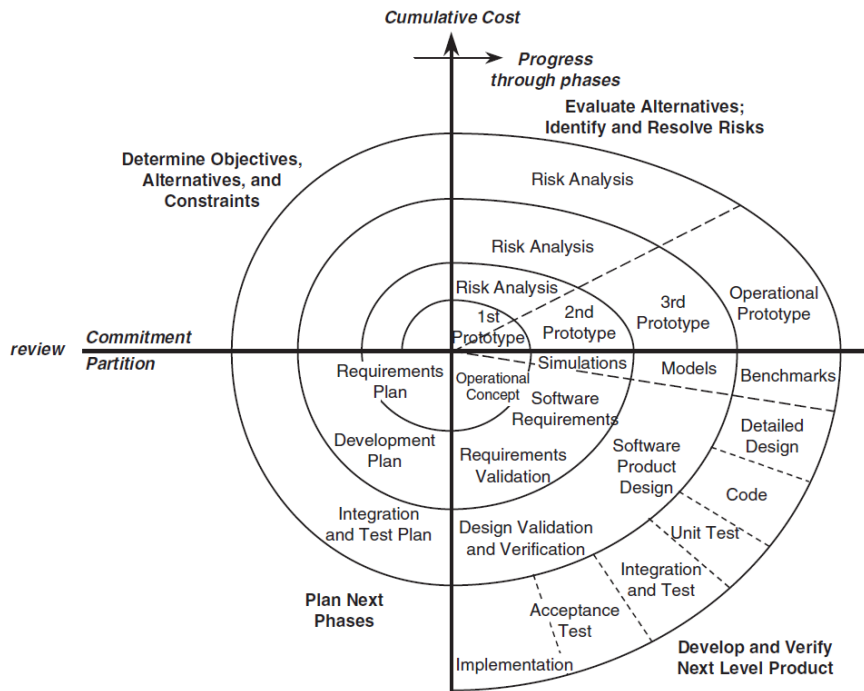 Cumulative Cost
Progress
through phases
Evaluate Alternatives;
Identify and Resolve Risks
Determine Objectives,
Alternatives, and
Constraints
Risk Analysis
Risk Analysis
Risk Analysis
1st
Prototype
2nd
Prototype
3rd
Prototype
Operational
Prototype
review
Commitment
Partition
Requirements
Plan
Operational
Concept
Simulations
Models
Benchmarks
Software
Requirements
Detailed
Design
Development
Plan
Requirements
Validation
Software
Product
Design
Code
Integration
and Test Plan
Design Validation
and Verification
Unit Test
Integration
and Test
Plan Next
Phases
Acceptance
Test
Implementation
Develop and Verify
Next Level Product